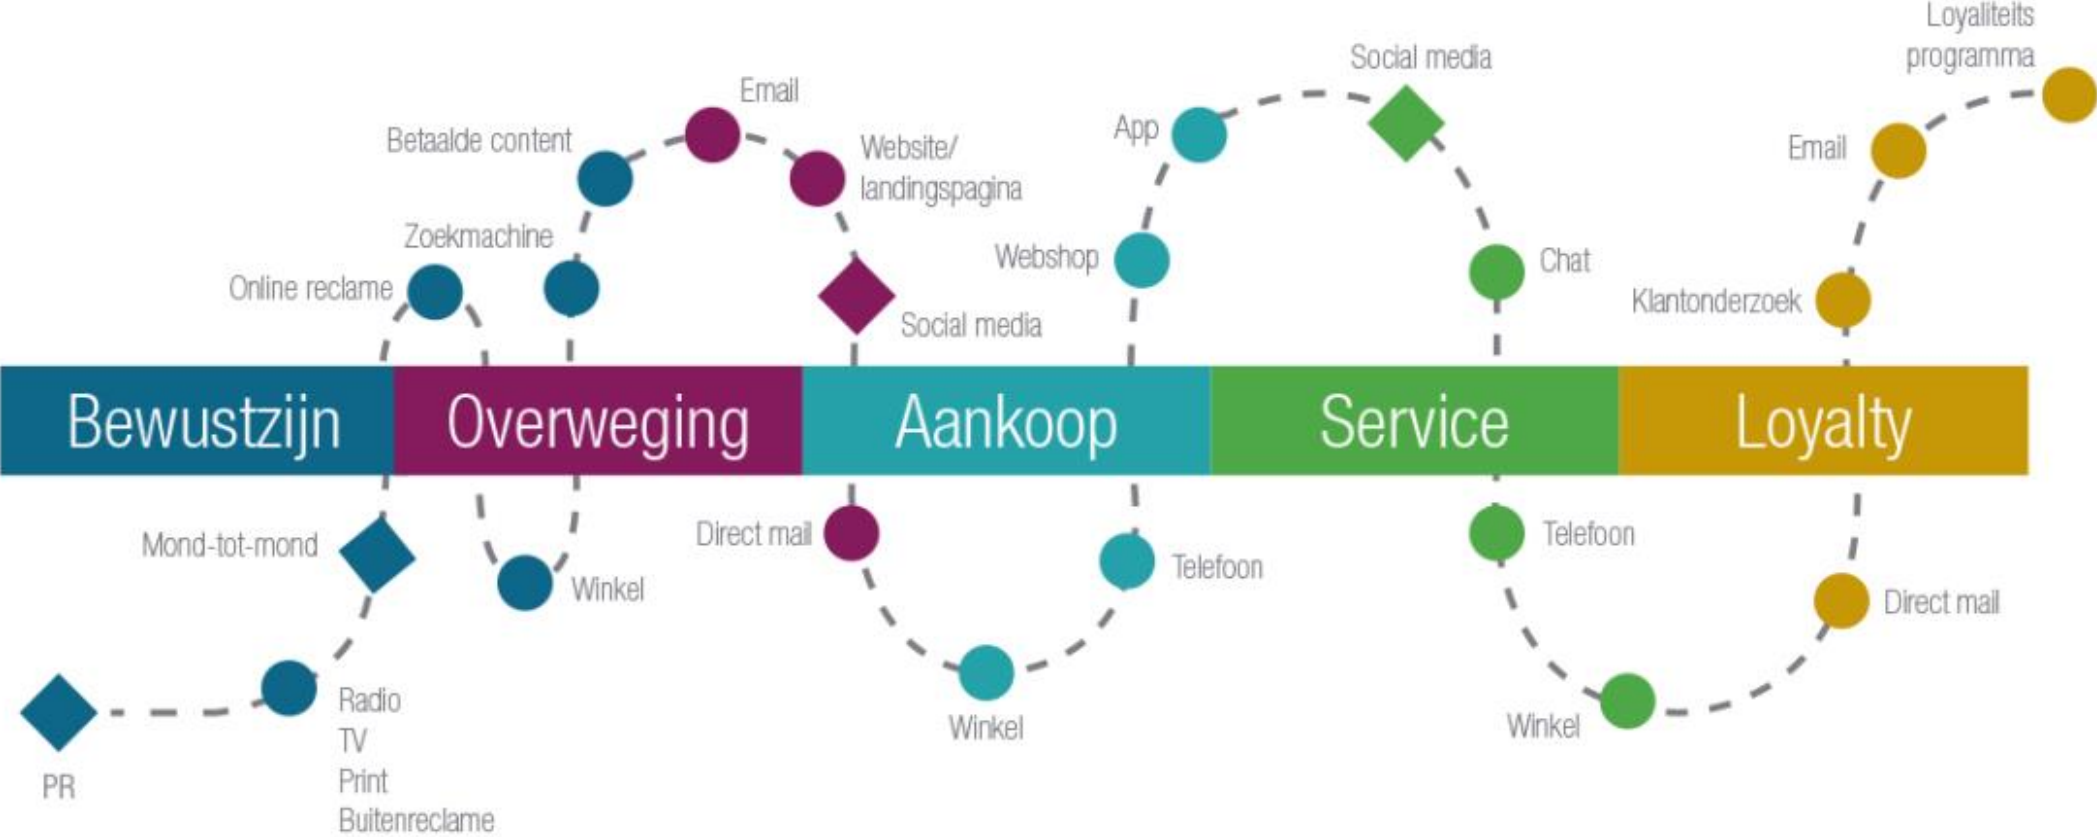 Loyaliteits
programma
Social media
Email
Betaalde content
App
Website/
landingspagina
Email
Zoekmachine
Webshop
Chat
Online reclame
Klantonderzoek
Social media
Bewustzijn
Overweging
Aankoop
Service
Loyalty
Mond-tot-mond
Direct mail
Telefoon
Telefoon
Winkel
Direct mail
Radio
TV
Print
Buitenreclame
Winkel
Winkel
PR